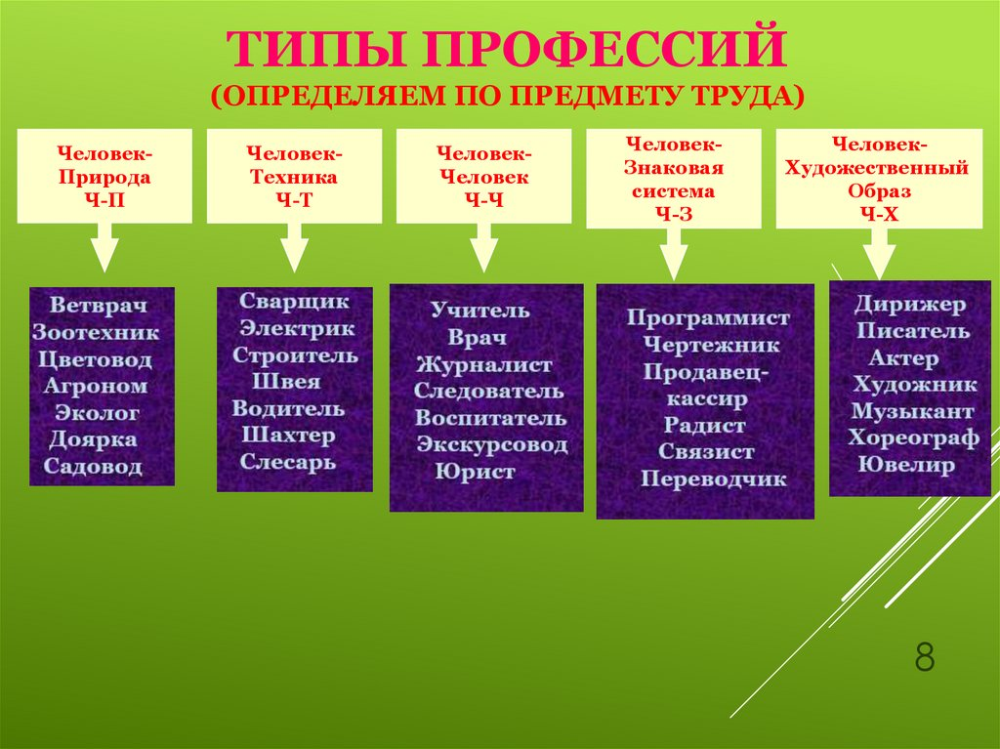 ТИПЫ ПРОФЕССИЙ
(ОПРЕДЕЛЯЕМ ПО ПРЕДМЕТУ ТРУДА)
Человек-
Природа
Ч-П
Человек-
Техника
Ч-Т
Человек-
Человек
Ч-Ч
Человек-
Знаковая
система
Ч-З
Человек-
Художественный
Образ
Ч-Х
Ветврач
Зоотехник
Цветовод
Агроном
Эколог
Доярка
Садовод
Сварщик
Электрик
Строитель
Швея
Водитель
Шахтер
Слесарь
Учитель
Врач
Журналист
Следователь
Воспитатель
Экскурсовод
Юрист
Программист
Чертежник
Продавец-
кассир
Радист
Связист
Переводчик
Дирижер
Писатель
Актер
Художник
Музыкант
Хореограф
Ювелир
8